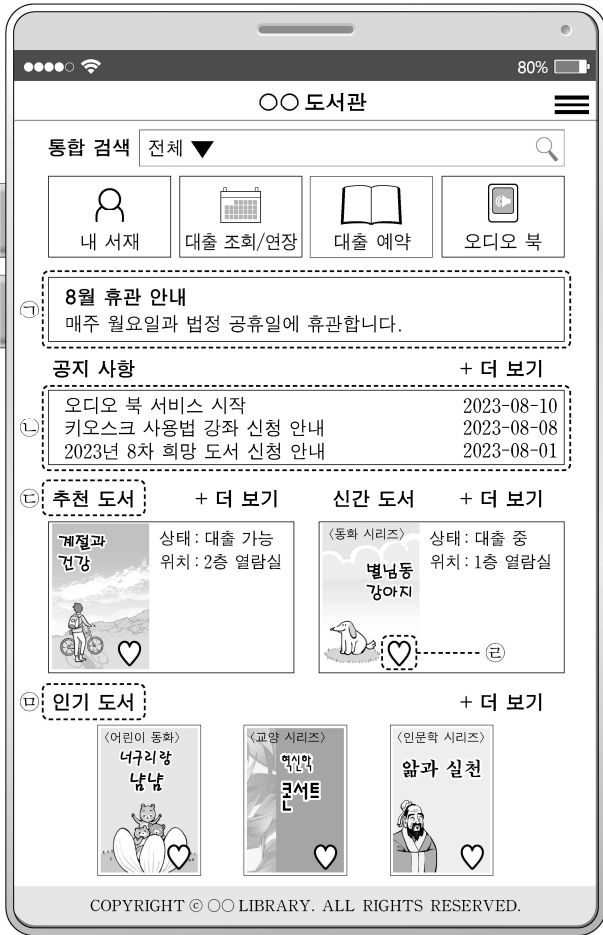 80%
○○ 도서관
통합 검색 전체 ▼
내 서재 대출 조회/연장 대출 예약 오디오 북
㉠ 8월 휴관 안내
매주 월요일과 법정 공휴일에 휴관합니다.
공지 사항 + 더 보기
오디오 북 서비스 시작 2023-08-10
㉡ 키오스크 사용법 강좌 신청 안내 2023-08-08
2023년 8차 희망 도서 신청 안내 2023-08-01
㉢ 추천 도서 + 더 보기 신간 도서 + 더 보기
계절과
건강
상태: 대출 가능
위치: 2층 열람실
〈동화 시리즈〉
별님동
강아지
상태: 대출 중
위치: 1층 열람실
㉣
㉤ 인기 도서 + 더 보기
〈어린이 동화〉
너구리랑
냠냠
〈교양 시리즈〉
혁신학
콘서트
〈인문학 시리즈〉
앎과 실천
COPYRIGHT ⓒ ○○ LIBRARY. ALL RIGHTS RESERVED.